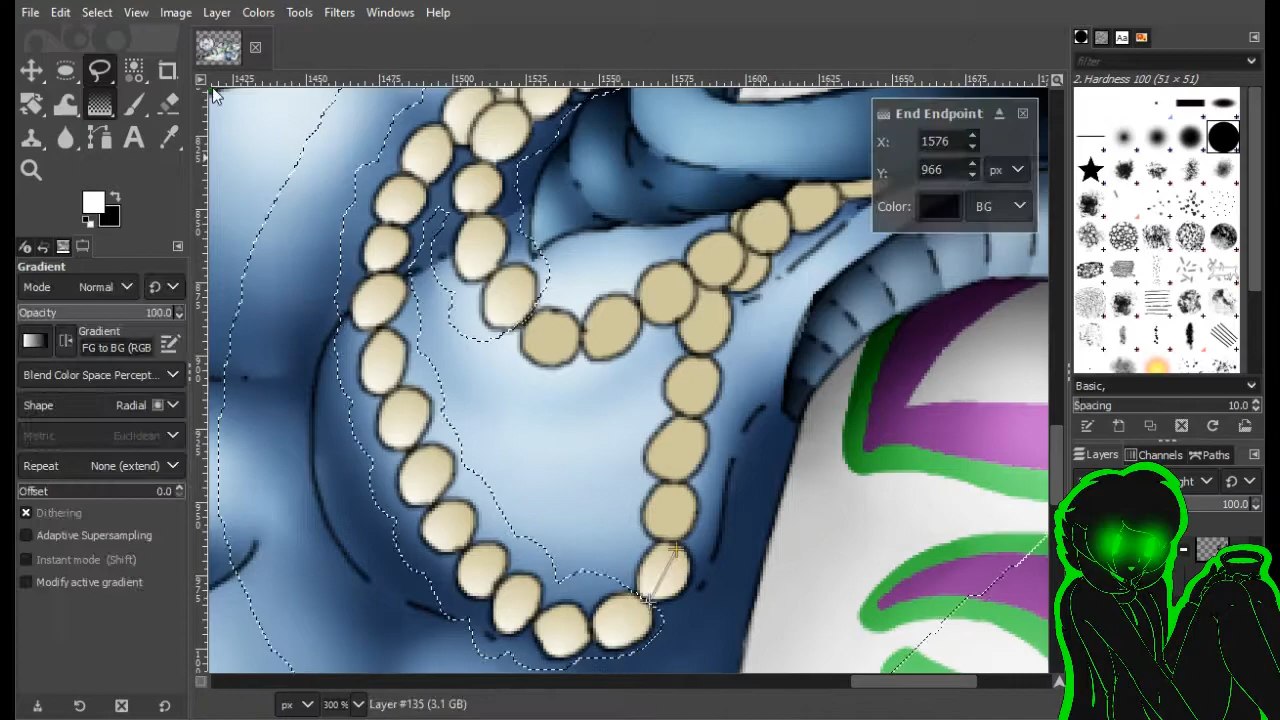 File Edit Select View Image Layer Colors Tools Filters Windows Help
1425 1450 1500 1525 1550 1575 1600 1625 1650 1675
filter
2. Hardness 100 (51 × 51)
End Endpoint
X: 1576
Y: 966 px
Color: BG
Gradient
Mode Normal
Opacity 100.0
Gradient
FG to BG (RGB
Blend Color Space Percept...
Shape Radial
Metric Euclidean
Repeat None (extend)
Offset 0.0
Dithering
Adaptive Supersampling
Instant mode (Shift)
Modify active gradient
Basic,
Spacing 10.0
Layers Channels Paths
ght
100.0
px 300 % Layer #135 (3.1 GB)